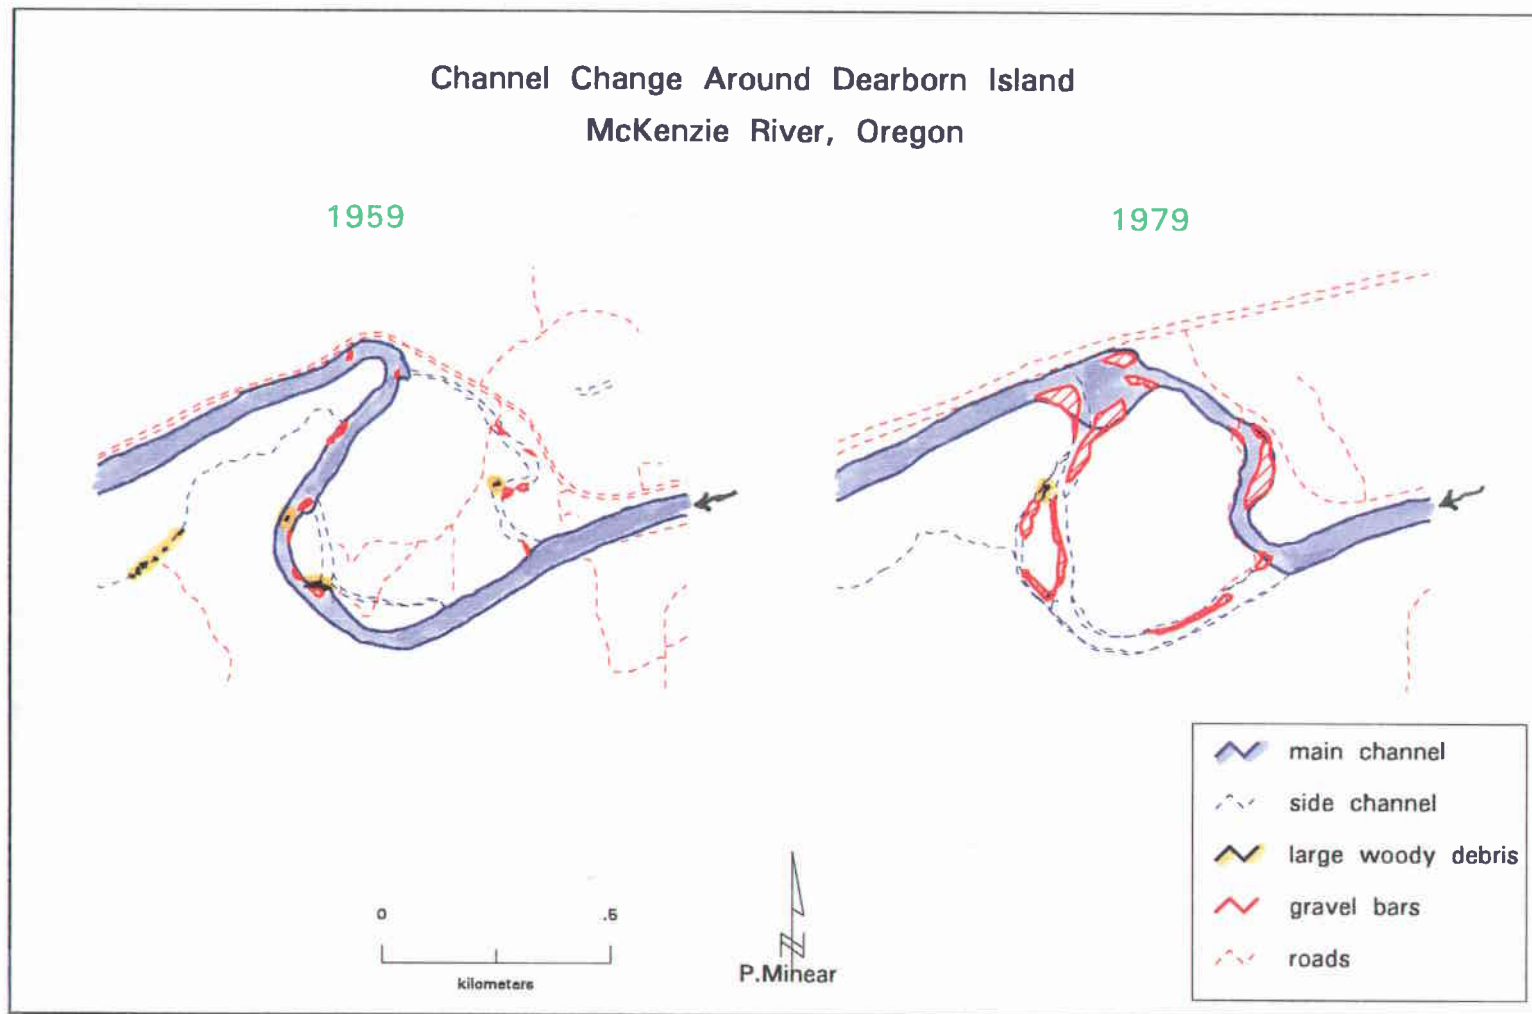 Channel Change Around Dearborn Island
McKenzie River, Oregon
1959
1979
main channel
side channel
large woody debris
gravel bars
roads
0 .5
kilometers
N
P.Minear